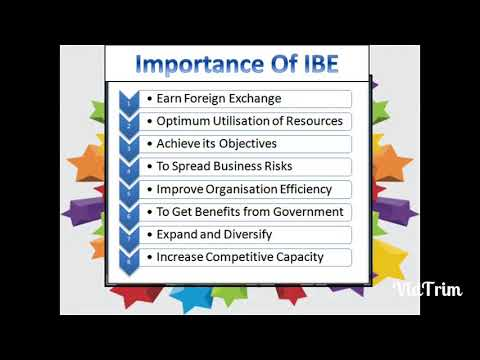 Importance Of IBE
1 • Earn Foreign Exchange
2 • Optimum Utilisation of Resources
3 • Achieve its Objectives
4 • To Spread Business Risks
5 • Improve Organisation Efficiency
6 • To Get Benefits from Government
7 • Expand and Diversify
8 • Increase Competitive Capacity
VidTrim